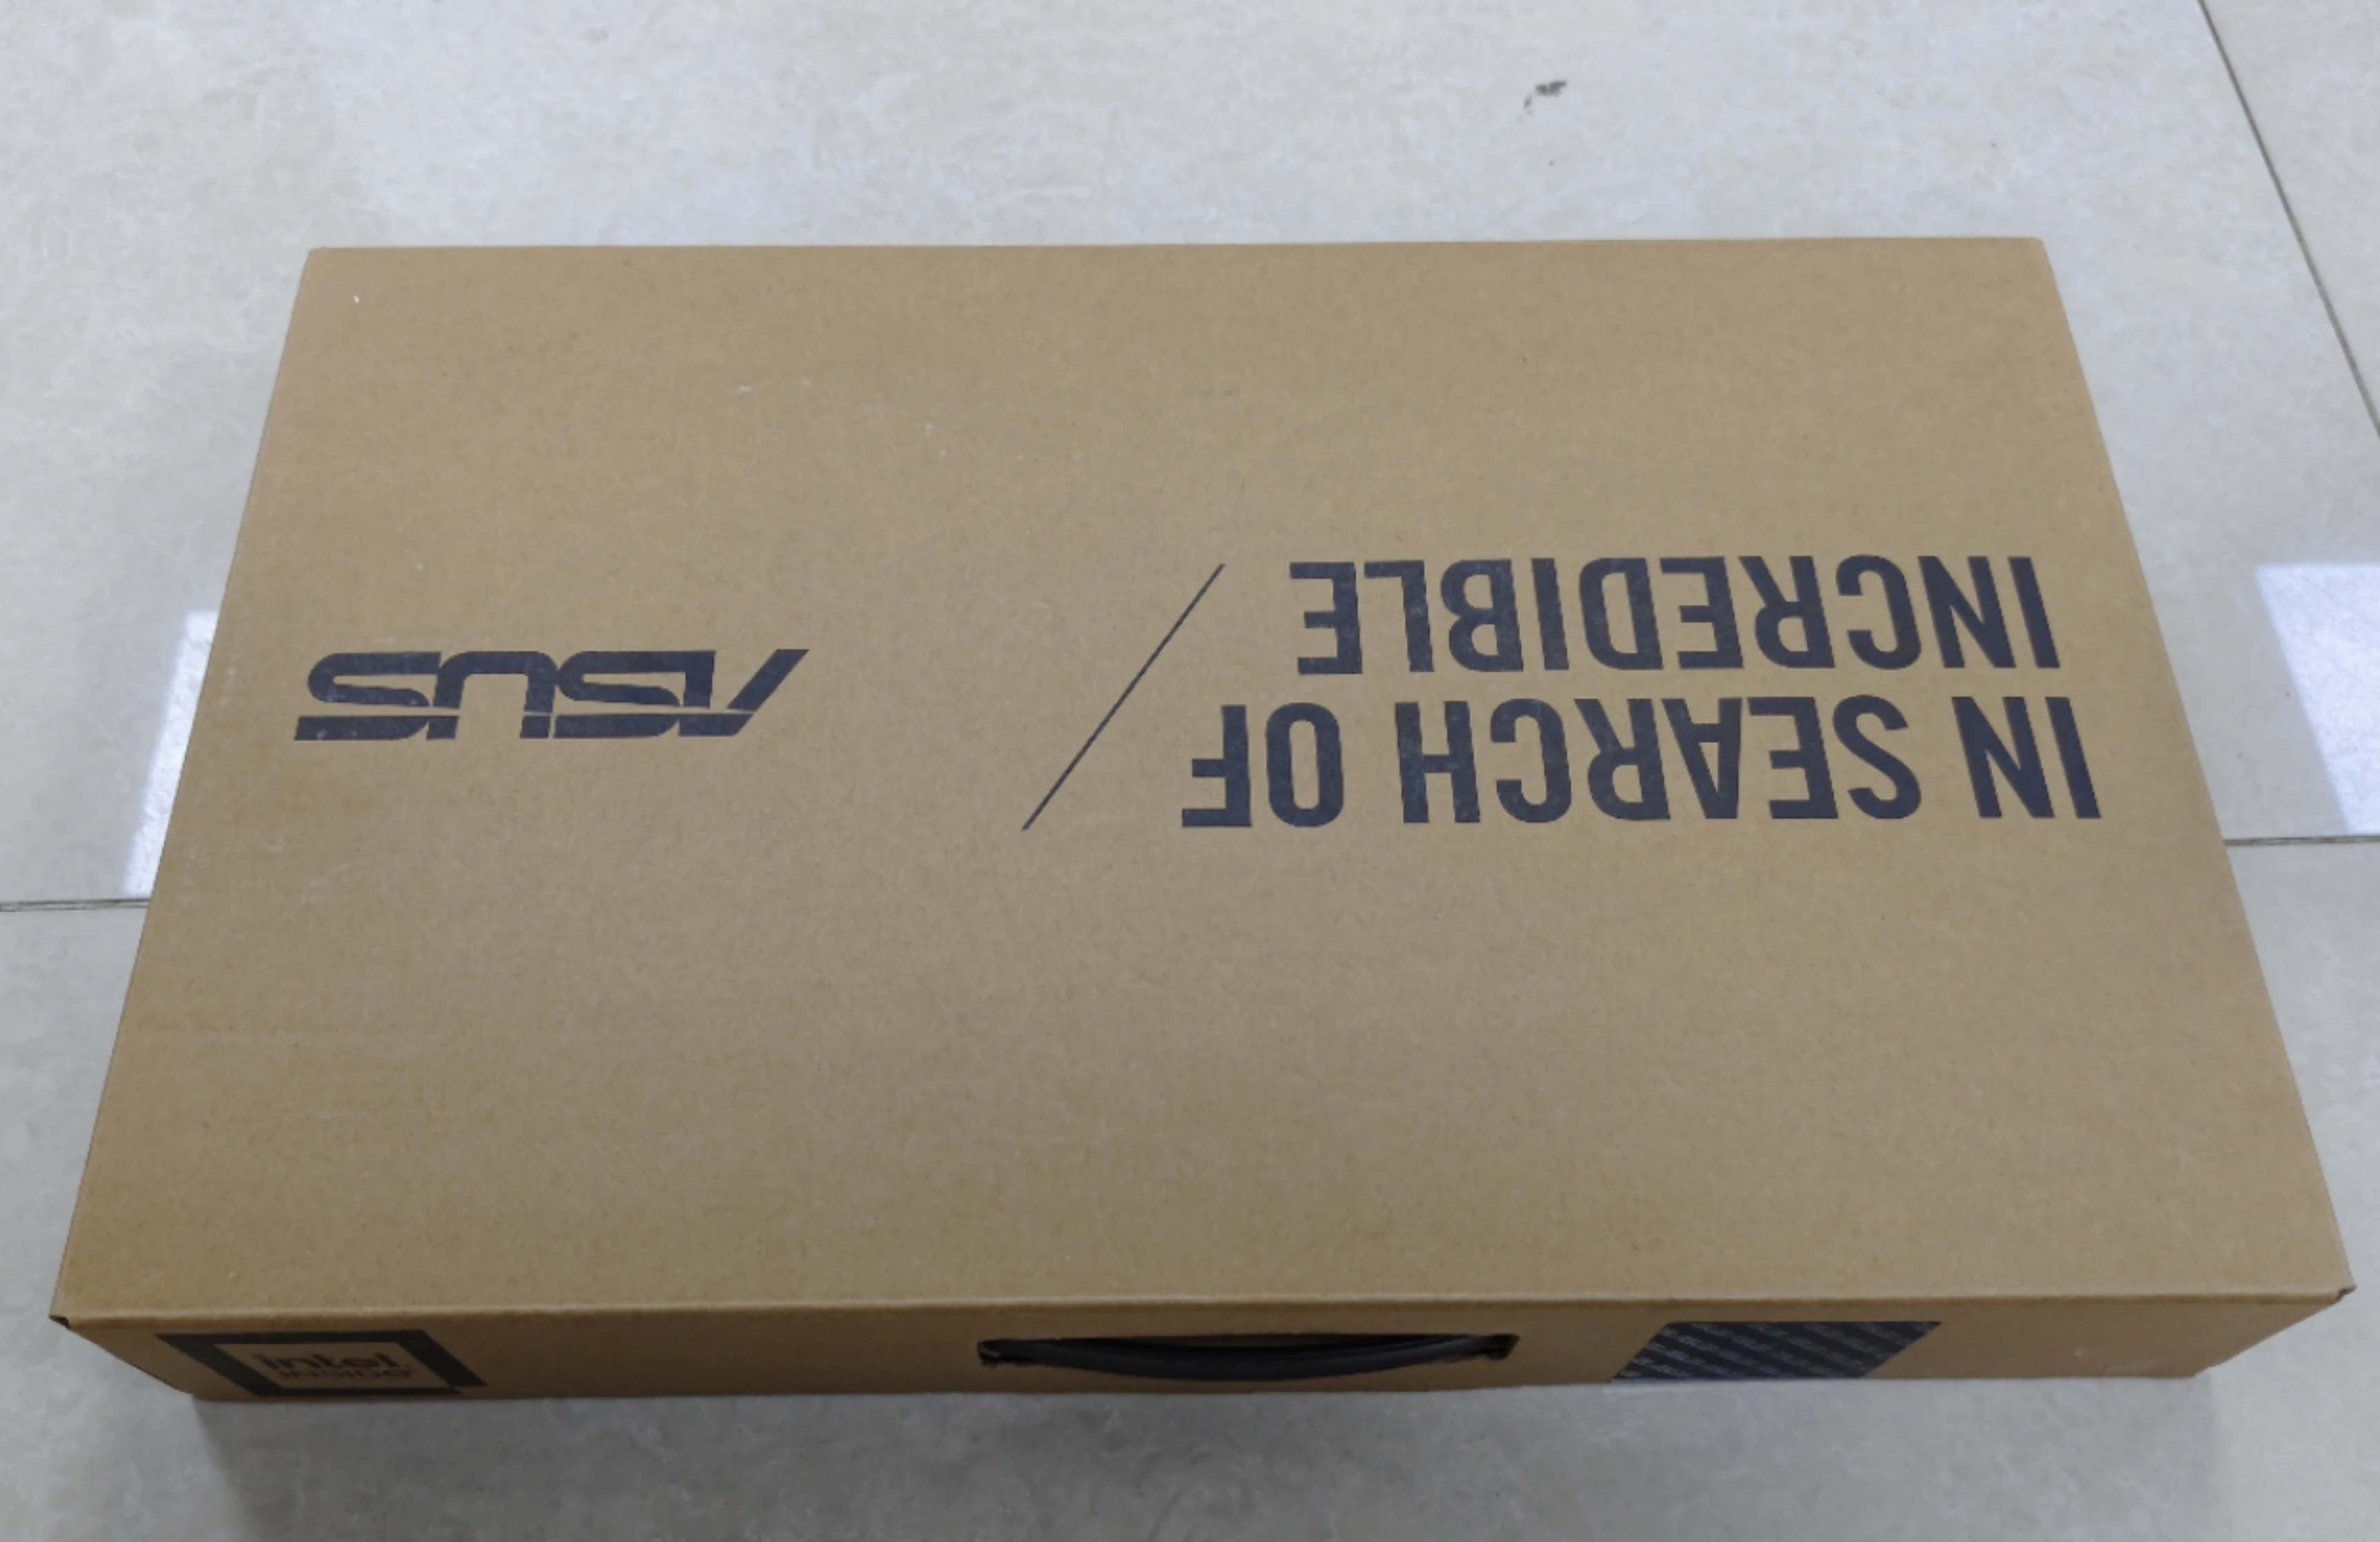 IN SEARCH OF
INCREDIBLE
ASUS
intel.
INSIDE